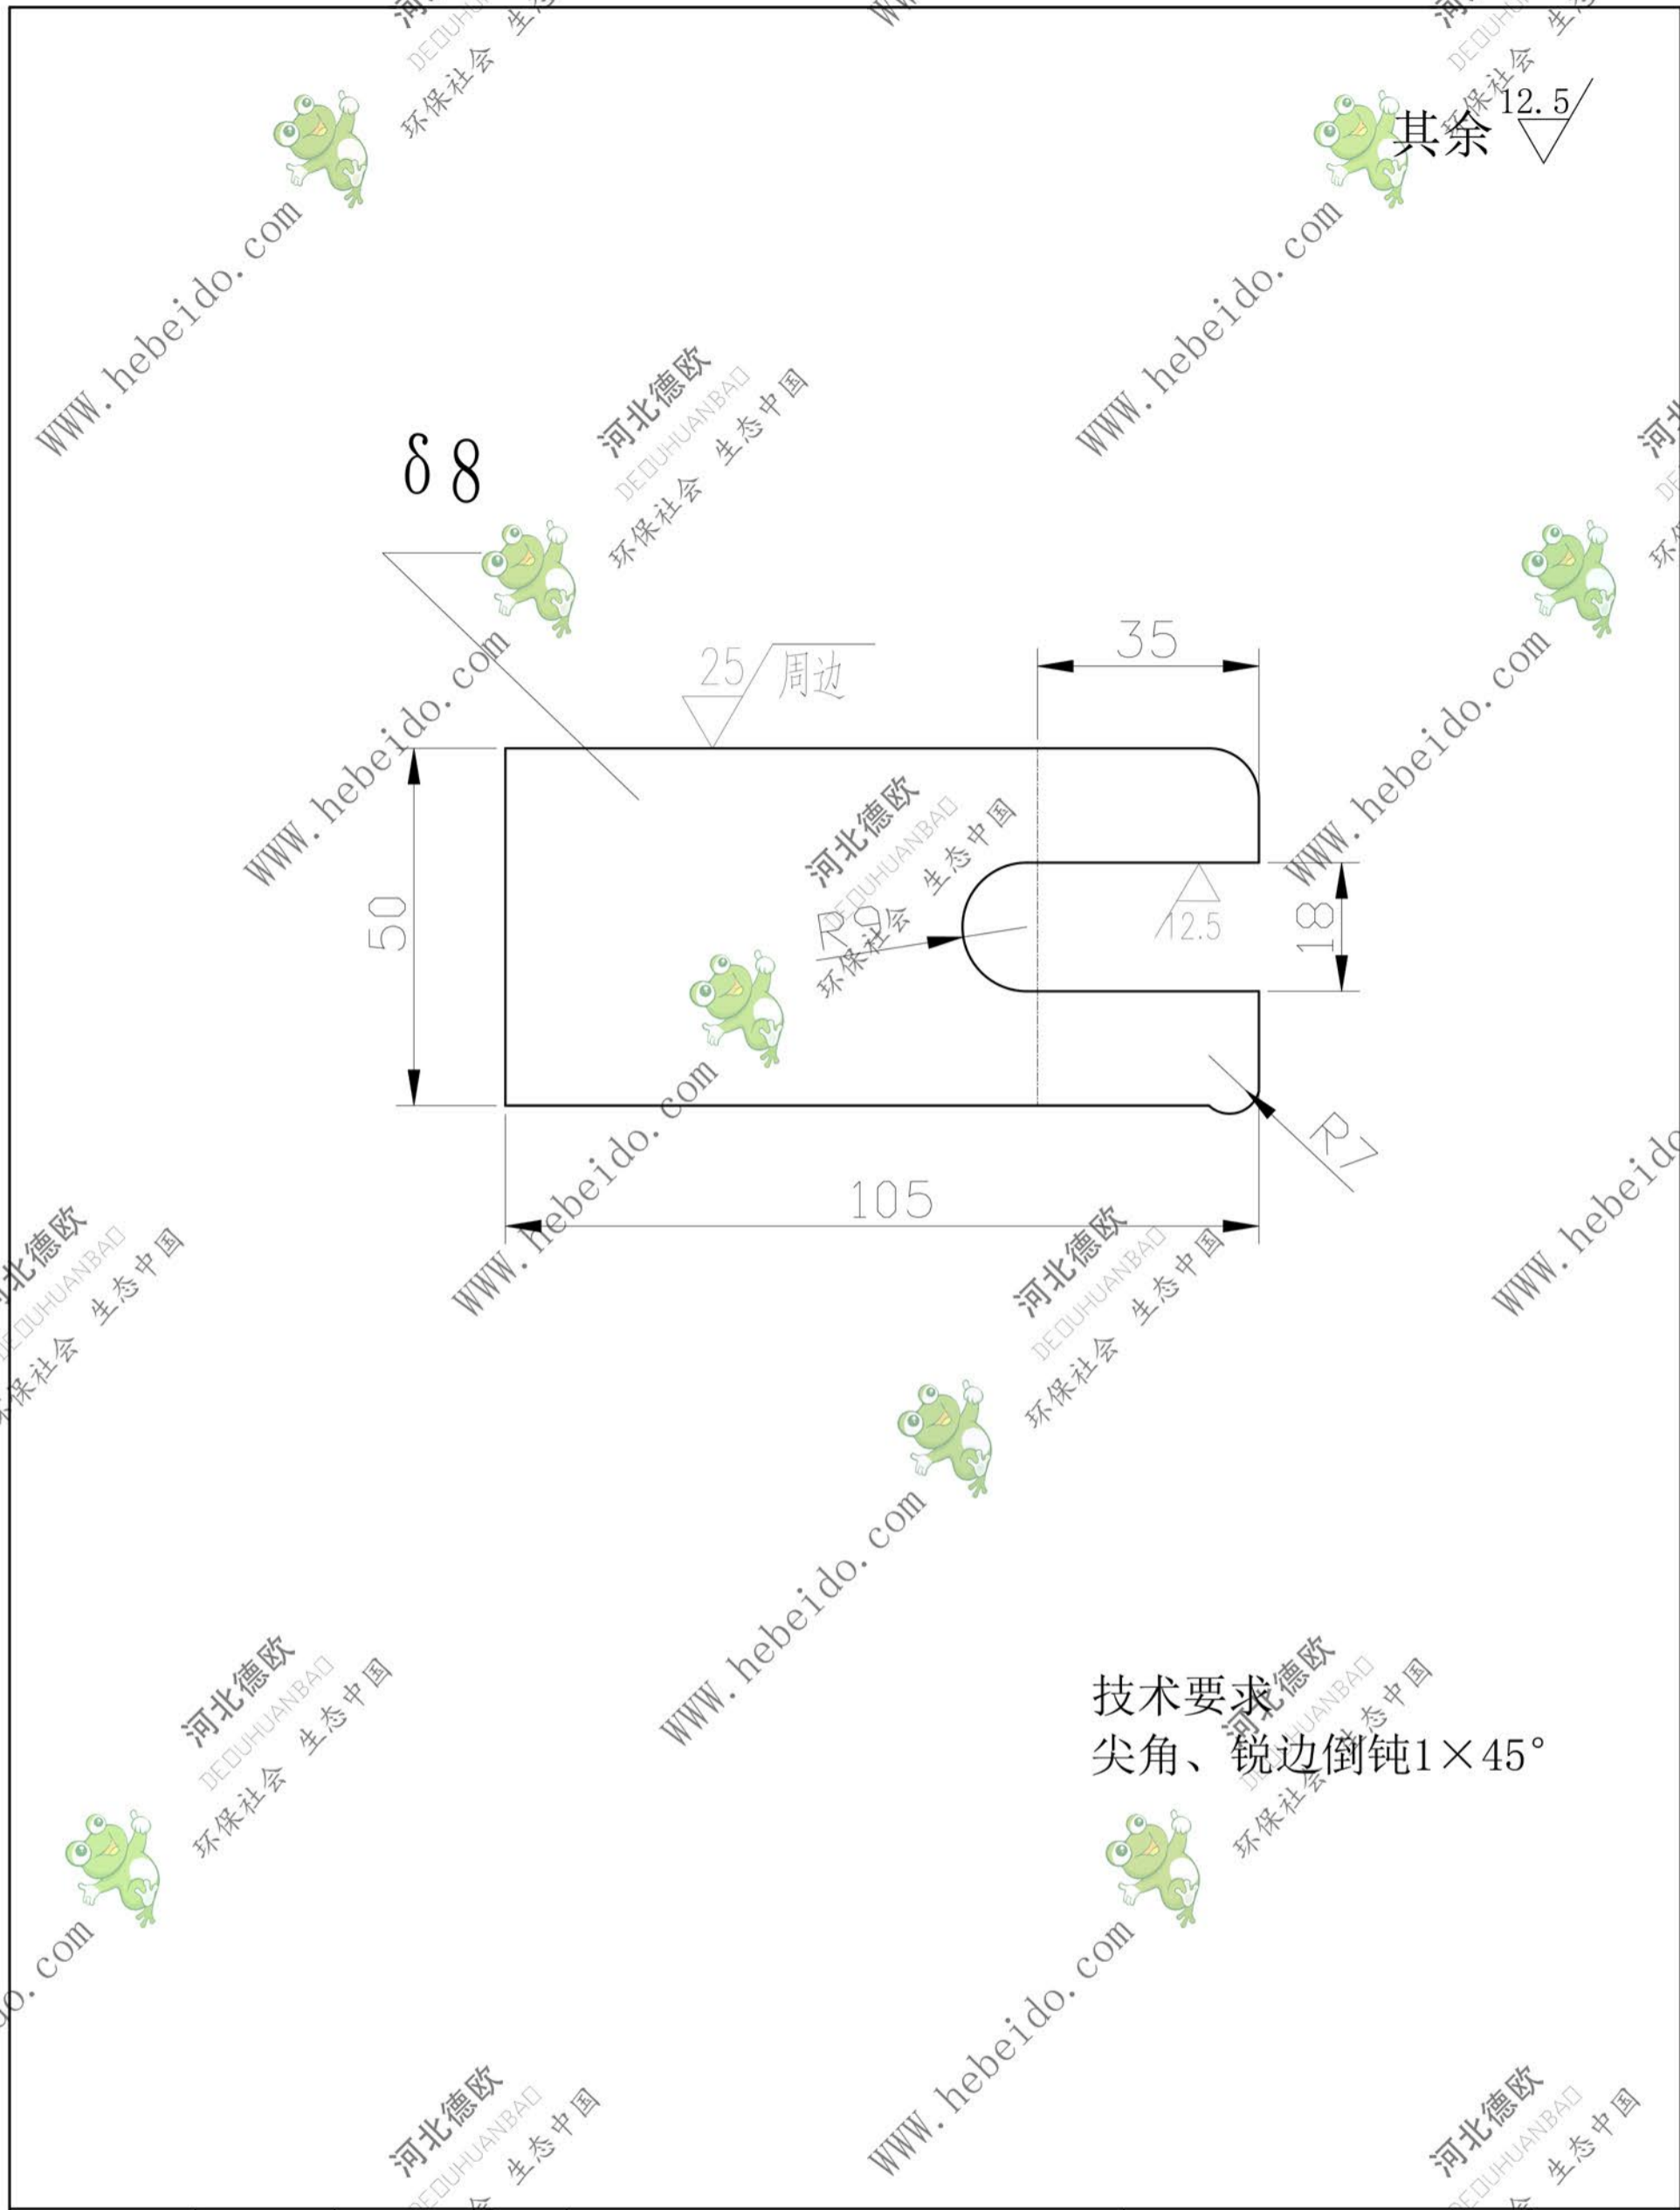 其余 12.5
δ8
25 周边
35
50
R9
12.5
18
R7
105
技术要求
尖角、锐边倒钝1×45°
河北德欧
DEOUHUANBAO
环保社会 生态中国
WWW.hebeido.com